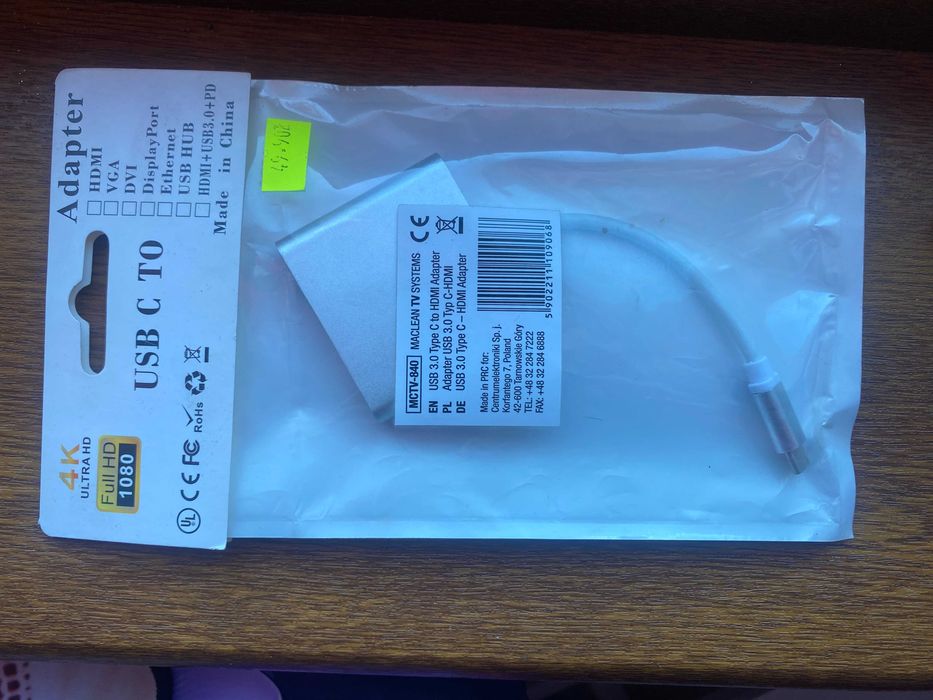 Adapter
☐ HDMI
☐ VGA
☐ DVI
☐ DisplayPort
☐ Ethernet
☐ USB HUB
☐ HDMI+USB3.0+PD
Made in China
USB C TO
4K
ULTRA HD
Full HD
1080
UL CE FC RoHS
MCTV-840 MACLEAN TV SYSTEMS
EN USB 3.0 Type C to HDMI Adapter
PL Adapter USB 3.0 Typ C-HDMI
DE USB 3.0 Type C – HDMI Adapter
CE
Made in PRC for:
Centrumelektroniki Sp. j.
Korfantego 7, Poland
42-600 Tarnowskie Góry
TEL: +48 32 284 7222
FAX: +48 32 284 6888
5 902211 109068